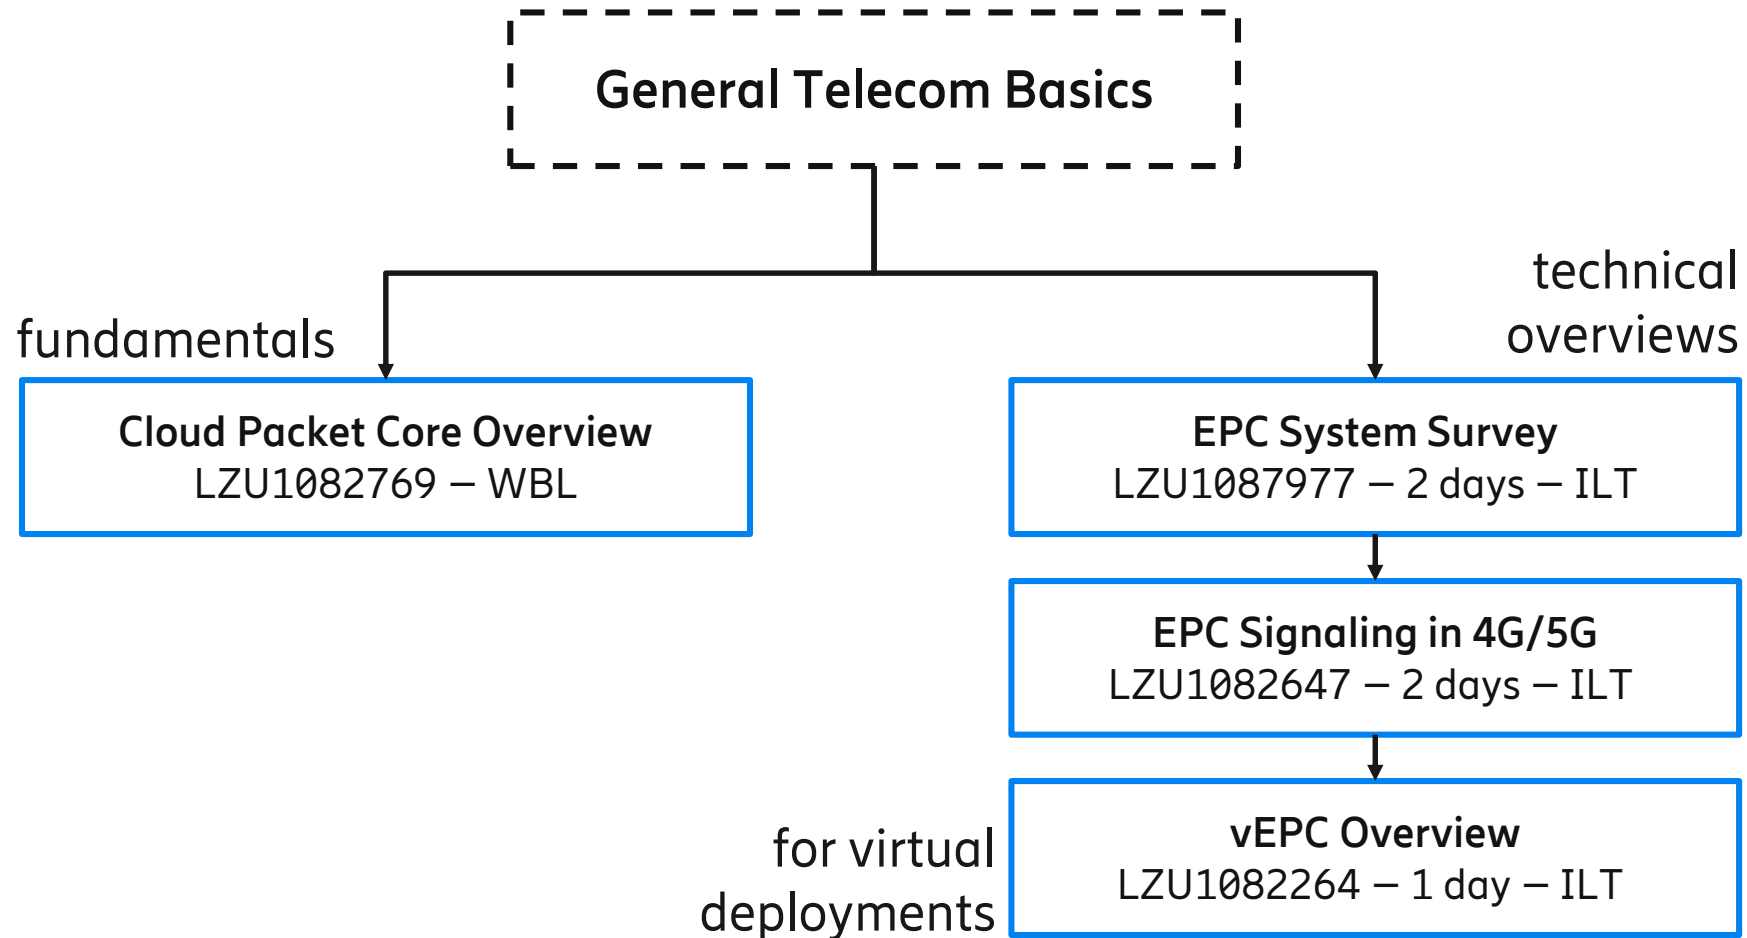 General Telecom Basics
fundamentals
technical
overviews
Cloud Packet Core Overview
LZU1082769 – WBL
EPC System Survey
LZU1087977 – 2 days – ILT
EPC Signaling in 4G/5G
LZU1082647 – 2 days – ILT
for virtual
deployments
vEPC Overview
LZU1082264 – 1 day – ILT